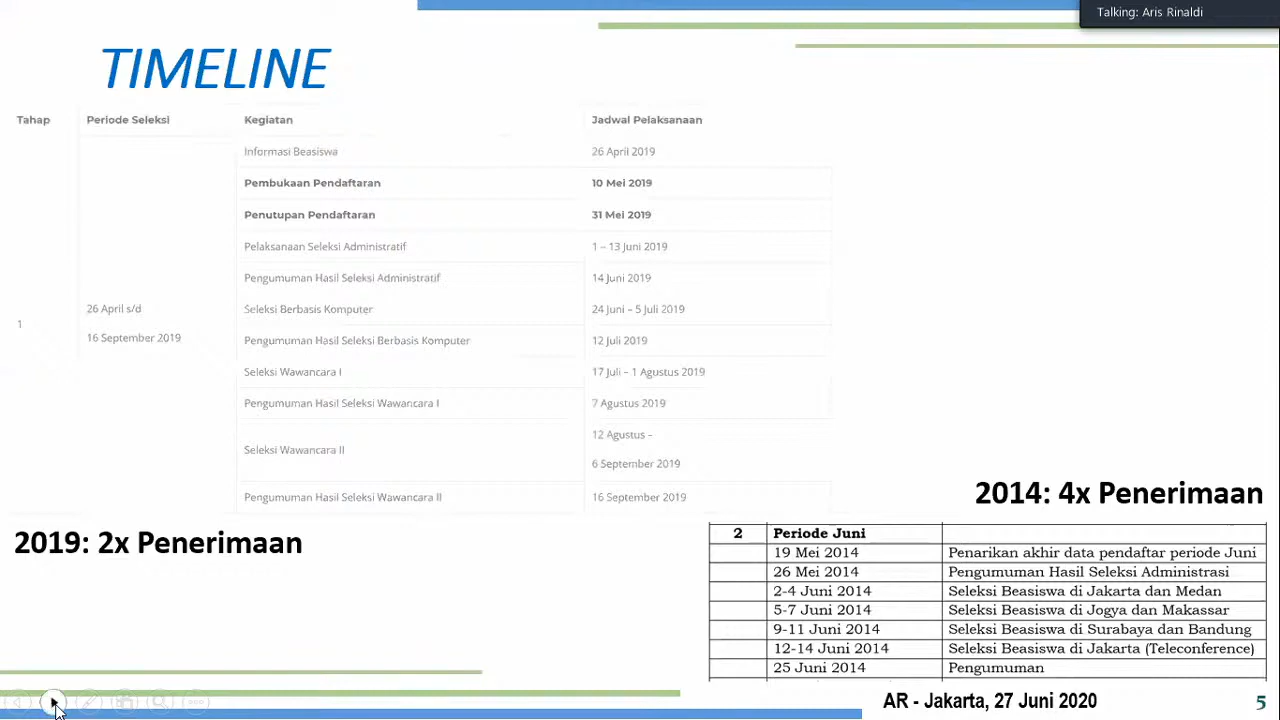 Talking: Aris Rinaldi
TIMELINE
Tahap Periode Seleksi Kegiatan Jadwal Pelaksanaan
Informasi Beasiswa 26 April 2019
Pembukaan Pendaftaran 10 Mei 2019
Penutupan Pendaftaran 31 Mei 2019
Pelaksanaan Seleksi Administratif 1 – 13 Juni 2019
Pengumuman Hasil Seleksi Administratif 14 Juni 2019
26 April s/d Seleksi Berbasis Komputer 24 Juni – 5 Juli 2019
1
16 September 2019 Pengumuman Hasil Seleksi Berbasis Komputer 12 Juli 2019
Seleksi Wawancara I 17 Juli – 1 Agustus 2019
Pengumuman Hasil Seleksi Wawancara I 7 Agustus 2019
12 Agustus –
Seleksi Wawancara II
6 September 2019
Pengumuman Hasil Seleksi Wawancara II 16 September 2019
2019: 2x Penerimaan
2014: 4x Penerimaan
2 Periode Juni
19 Mei 2014 Penarikan akhir data pendaftar periode Juni
26 Mei 2014 Pengumuman Hasil Seleksi Administrasi
2-4 Juni 2014 Seleksi Beasiswa di Jakarta dan Medan
5-7 Juni 2014 Seleksi Beasiswa di Jogya dan Makassar
9-11 Juni 2014 Seleksi Beasiswa di Surabaya dan Bandung
12-14 Juni 2014 Seleksi Beasiswa di Jakarta (Teleconference)
25 Juni 2014 Pengumuman
AR - Jakarta, 27 Juni 2020 5